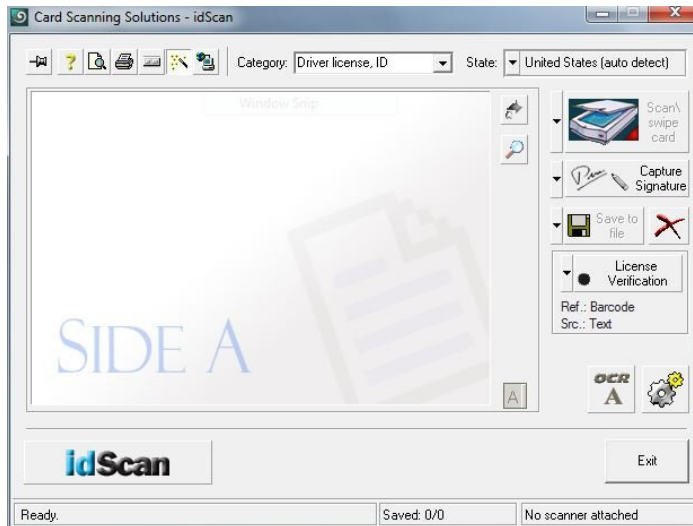 Card Scanning Solutions - idScan
Category: Driver license, ID State: United States (auto detect)
Window Snip
Scan\
swipe
card
Capture
Signature
Save to
file
License
Verification
Ref.: Barcode
Src.: Text
SIDE A
A
OCR
A
idScan
Exit
Ready. Saved: 0/0 No scanner attached